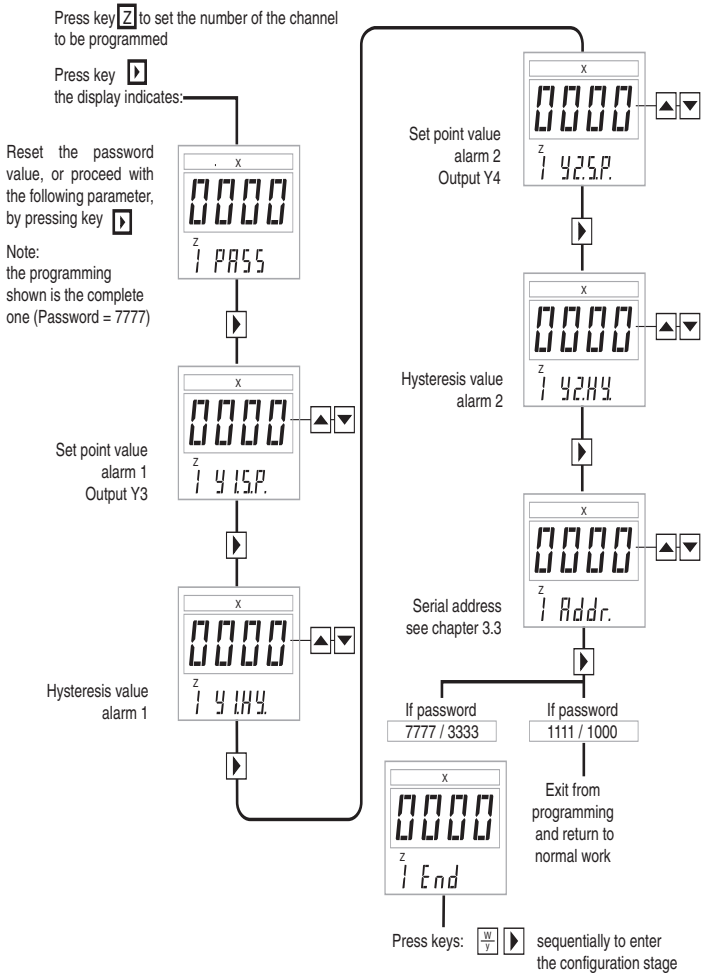 Press key Z to set the number of the channel
to be programmed
Press key
the display indicates:
Reset the password
value, or proceed with
the following parameter,
by pressing key
Note:
the programming
shown is the complete
one (Password = 7777)
. X
0000
Z
1 PASS
Set point value
alarm 1
Output Y3
X
0000
Z
1 Y1.S.P.
Hysteresis value
alarm 1
X
0000
Z
1 Y1.HY.
Set point value
alarm 2
Output Y4
X
0000
Z
1 Y2.S.P.
Hysteresis value
alarm 2
X
0000
Z
1 Y2.HY.
Serial address
see chapter 3.3
X
0000
Z
1 Addr.
If password
7777 / 3333
If password
1111 / 1000
X
0000
Z
1 End
Exit from
programming
and return to
normal work
Press keys: W/y sequentially to enter
the configuration stage